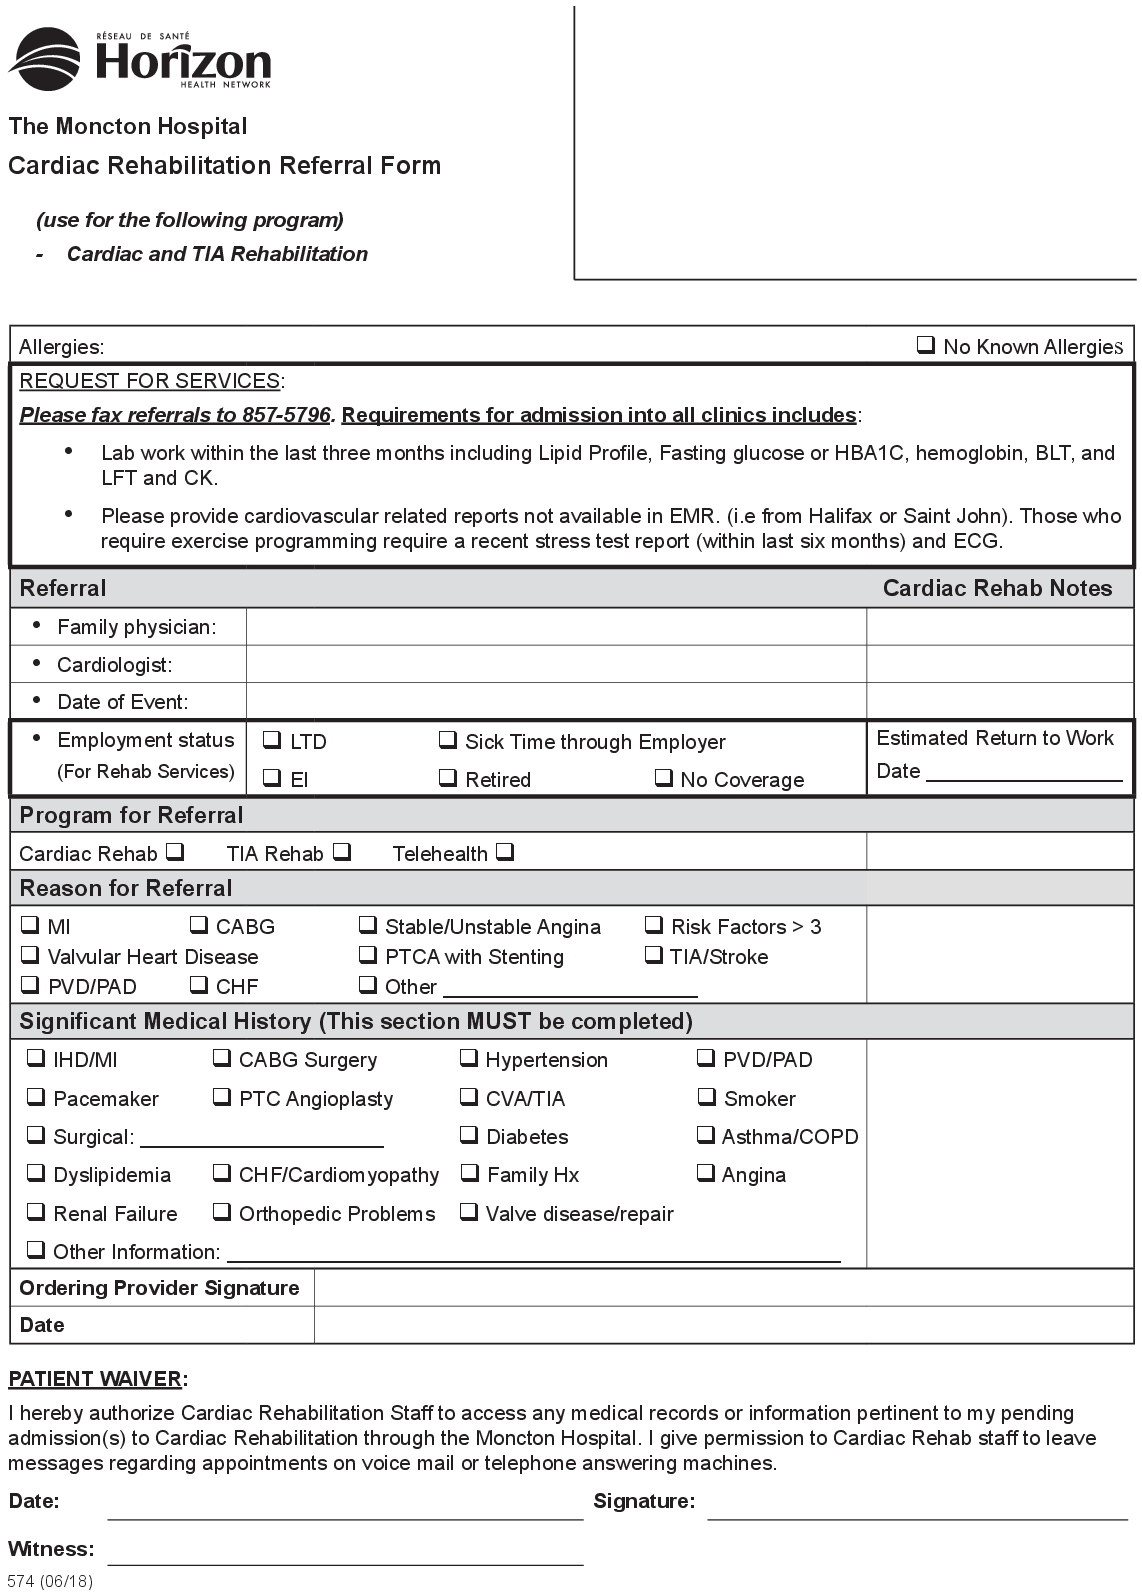 RÉSEAU DE SANTÉ
Horizon
HEALTH NETWORK
The Moncton Hospital
Cardiac Rehabilitation Referral Form
(use for the following program)
- Cardiac and TIA Rehabilitation
Allergies: ❑ No Known Allergies
REQUEST FOR SERVICES:
Please fax referrals to 857-5796. Requirements for admission into all clinics includes:
• Lab work within the last three months including Lipid Profile, Fasting glucose or HBA1C, hemoglobin, BLT, and
LFT and CK.
• Please provide cardiovascular related reports not available in EMR. (i.e from Halifax or Saint John). Those who
require exercise programming require a recent stress test report (within last six months) and ECG.
Referral Cardiac Rehab Notes
• Family physician:
• Cardiologist:
• Date of Event:
• Employment status ❑ LTD ❑ Sick Time through Employer Estimated Return to Work
(For Rehab Services) ❑ EI ❑ Retired ❑ No Coverage Date
Program for Referral
Cardiac Rehab ❑ TIA Rehab ❑ Telehealth ❑
Reason for Referral
❑ MI ❑ CABG ❑ Stable/Unstable Angina ❑ Risk Factors > 3
❑ Valvular Heart Disease ❑ PTCA with Stenting ❑ TIA/Stroke
❑ PVD/PAD ❑ CHF ❑ Other
Significant Medical History (This section MUST be completed)
❑ IHD/MI ❑ CABG Surgery ❑ Hypertension ❑ PVD/PAD
❑ Pacemaker ❑ PTC Angioplasty ❑ CVA/TIA ❑ Smoker
❑ Surgical: ❑ Diabetes ❑ Asthma/COPD
❑ Dyslipidemia ❑ CHF/Cardiomyopathy ❑ Family Hx ❑ Angina
❑ Renal Failure ❑ Orthopedic Problems ❑ Valve disease/repair
❑ Other Information:
Ordering Provider Signature
Date
PATIENT WAIVER:
I hereby authorize Cardiac Rehabilitation Staff to access any medical records or information pertinent to my pending
admission(s) to Cardiac Rehabilitation through the Moncton Hospital. I give permission to Cardiac Rehab staff to leave
messages regarding appointments on voice mail or telephone answering machines.
Date: Signature:
Witness:
574 (06/18)